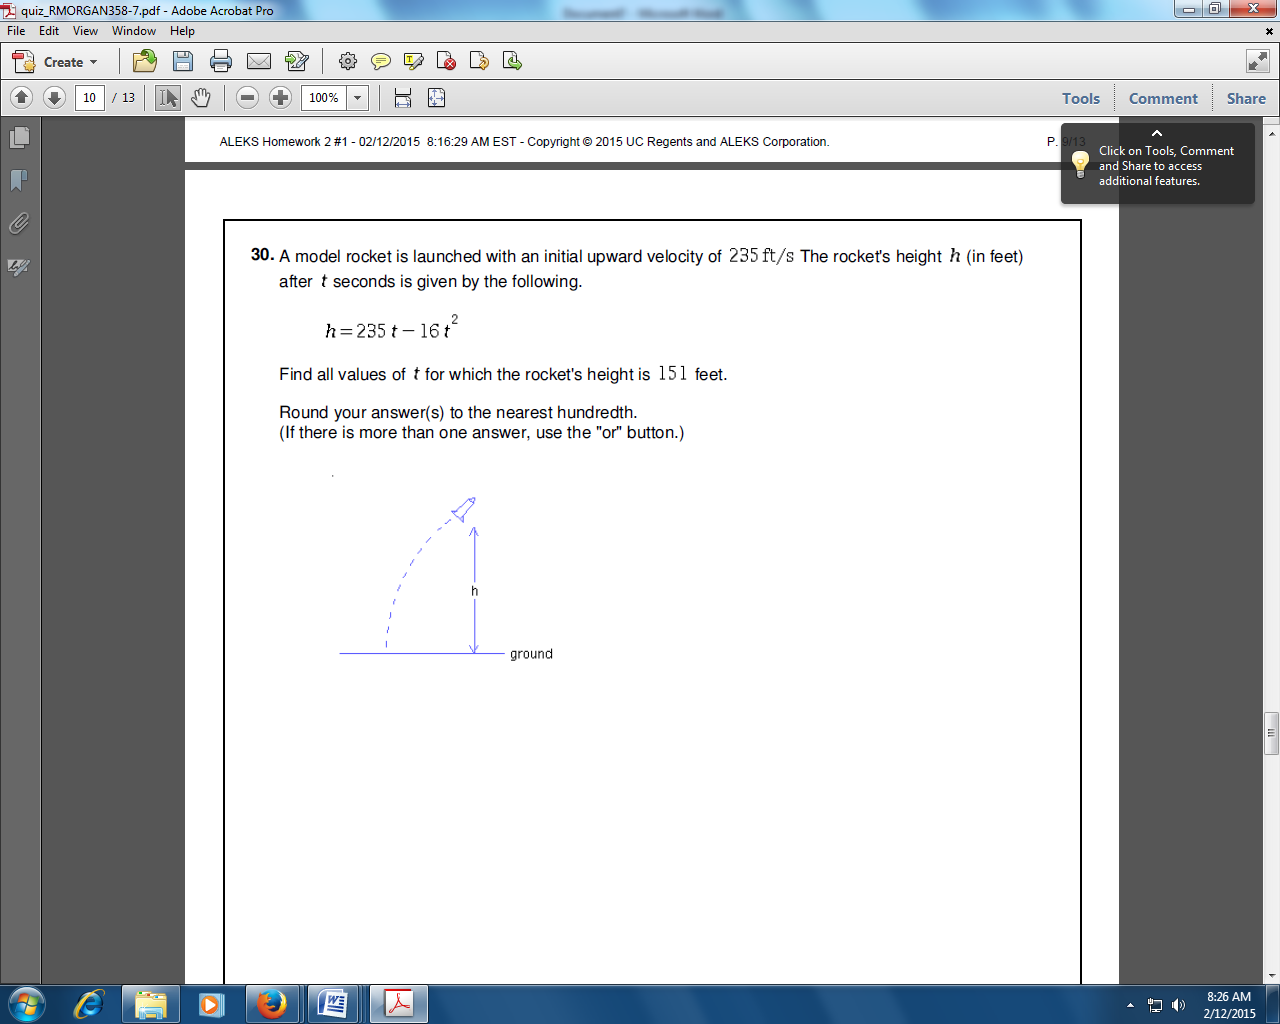 quiz_RMORGAN358-7.pdf - Adobe Acrobat Pro
File Edit View Window Help
Create
10 / 13 100% Tools Comment Share
ALEKS Homework 2 #1 - 02/12/2015 8:16:29 AM EST - Copyright © 2015 UC Regents and ALEKS Corporation. P. 9/13
Click on Tools, Comment
and Share to access
additional features.
30. A model rocket is launched with an initial upward velocity of 235 ft/s The rocket's height h (in feet)
after t seconds is given by the following.
h = 235 t − 16 t²
Find all values of t for which the rocket's height is 151 feet.
Round your answer(s) to the nearest hundredth.
(If there is more than one answer, use the "or" button.)
h
ground
8:26 AM
2/12/2015